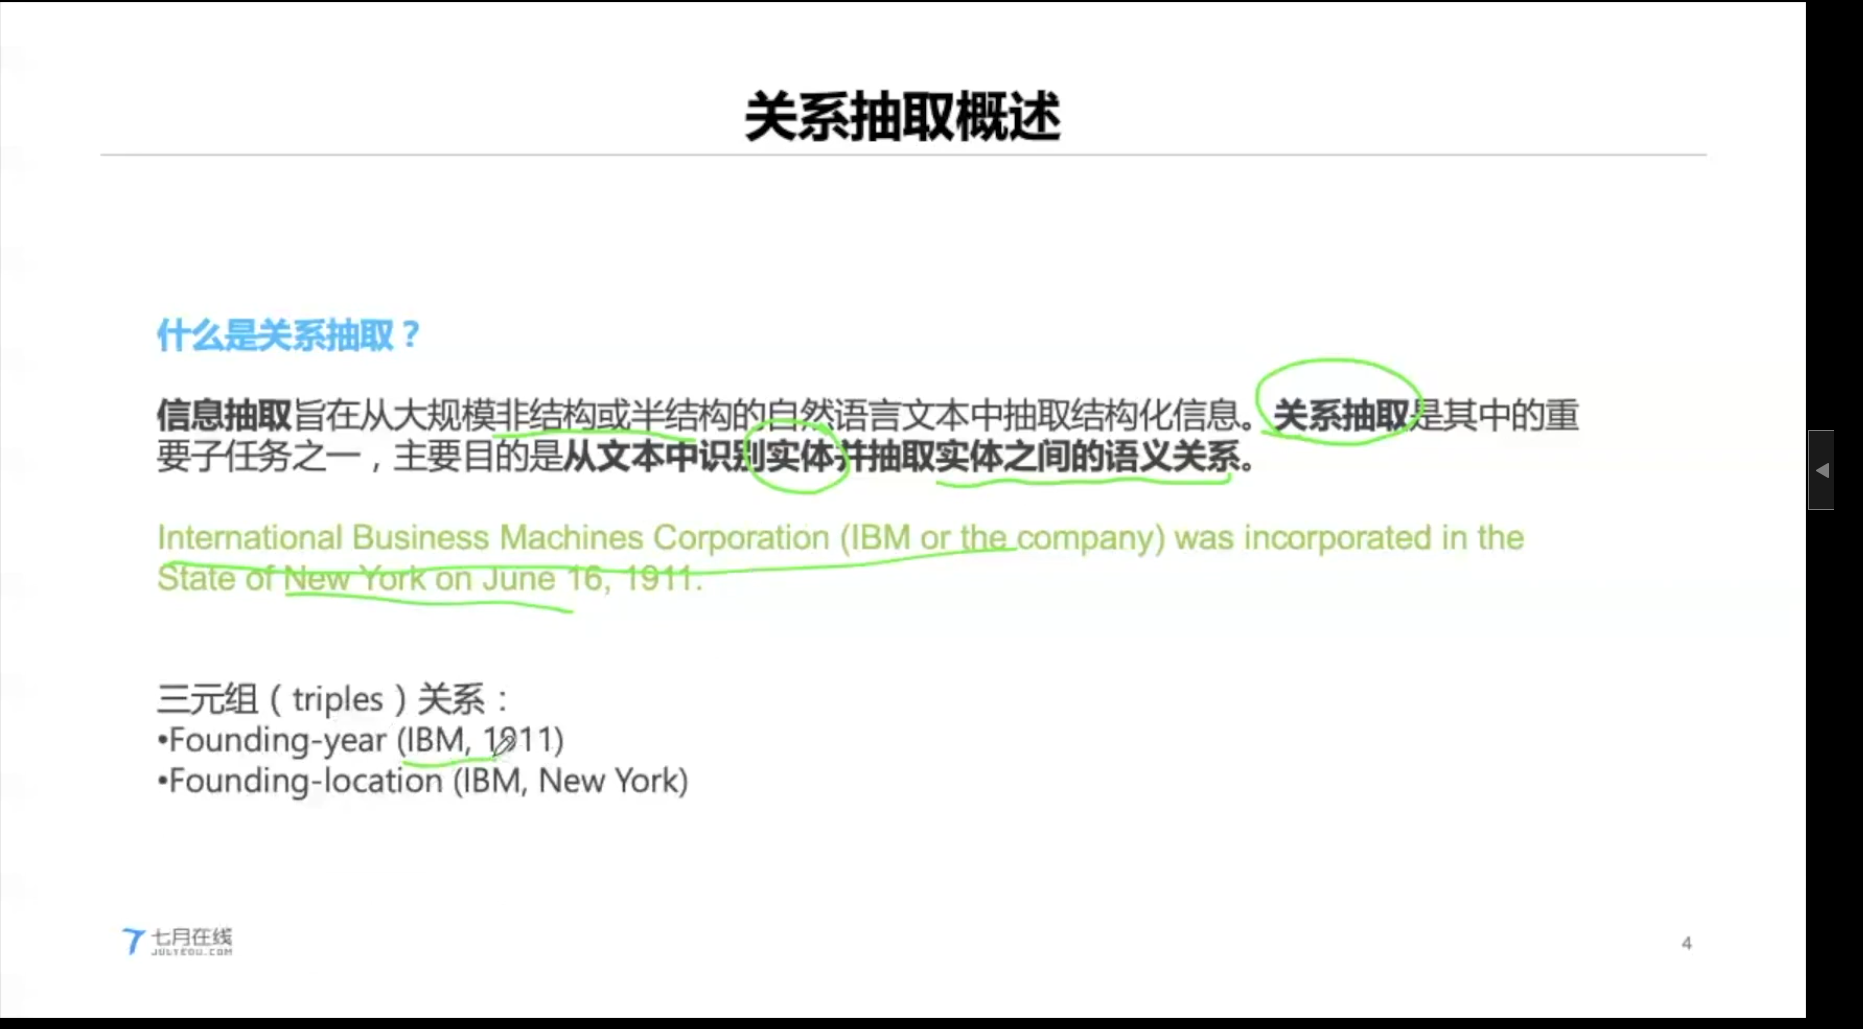 关系抽取概述
什么是关系抽取？
信息抽取旨在从大规模非结构或半结构的自然语言文本中抽取结构化信息。关系抽取是其中的重
要子任务之一，主要目的是从文本中识别实体并抽取实体之间的语义关系。
International Business Machines Corporation (IBM or the company) was incorporated in the
State of New York on June 16, 1911.
三元组（triples）关系：
•Founding-year (IBM, 1911)
•Founding-location (IBM, New York)
七月在线
JULYEDU.COM
4